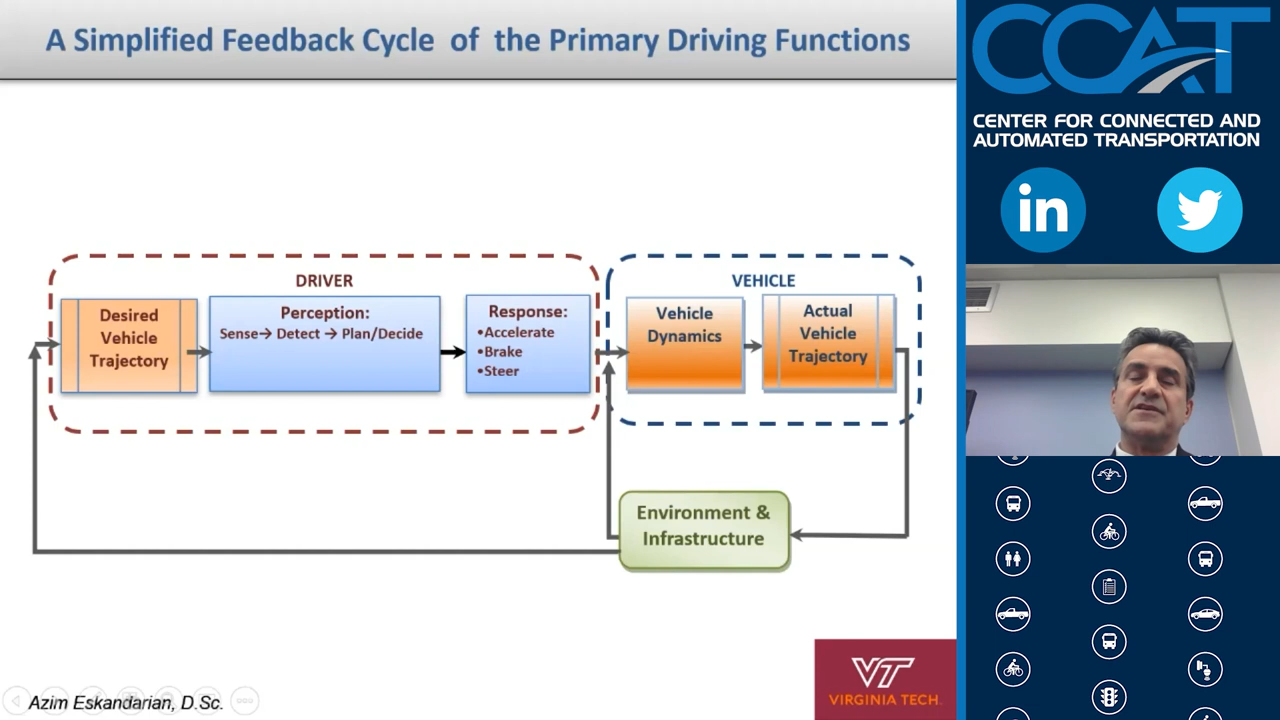 A Simplified Feedback Cycle of the Primary Driving Functions
DRIVER
Desired
Vehicle
Trajectory
Perception:
Sense→ Detect → Plan/Decide
Response:
•Accelerate
•Brake
•Steer
VEHICLE
Vehicle
Dynamics
Actual
Vehicle
Trajectory
Environment &
Infrastructure
Azim Eskandarian, D.Sc.
VT
VIRGINIA TECH
CCAT
CENTER FOR CONNECTED AND
AUTOMATED TRANSPORTATION
in